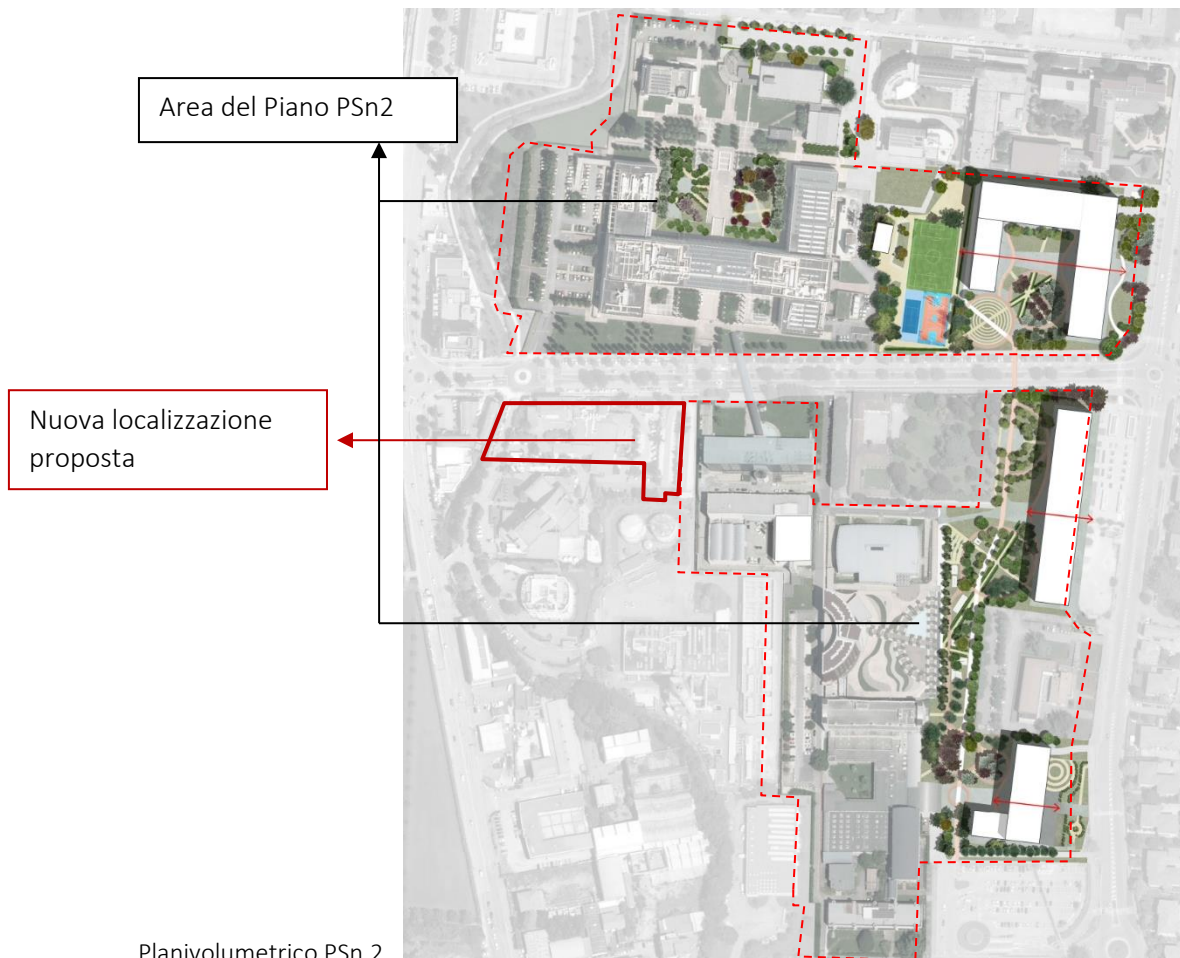 Area del Piano PSn2
Nuova localizzazione
proposta
Planivolumetrico PSn 2